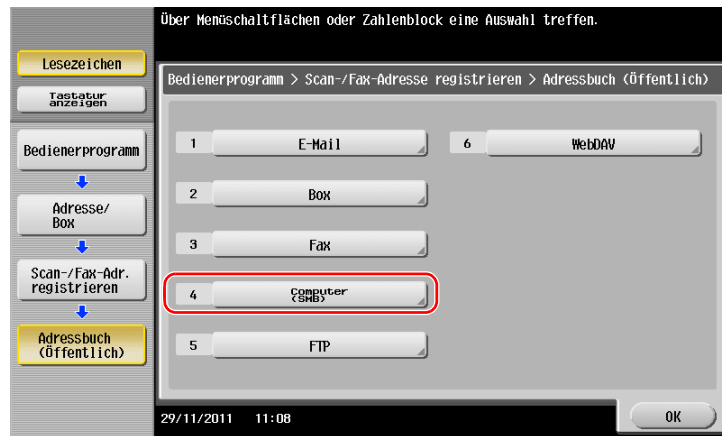 Über Menüschaltflächen oder Zahlenblock eine Auswahl treffen.
Lesezeichen
Tastatur
anzeigen
Bedienerprogramm
Adresse/
Box
Scan-/Fax-Adr.
registrieren
Adressbuch
(Öffentlich)
Bedienerprogramm > Scan-/Fax-Adresse registrieren > Adressbuch (Öffentlich)
1 E-Mail
2 Box
3 Fax
4 Computer
(SMB)
5 FTP
6 WebDAV
29/11/2011 11:08
OK